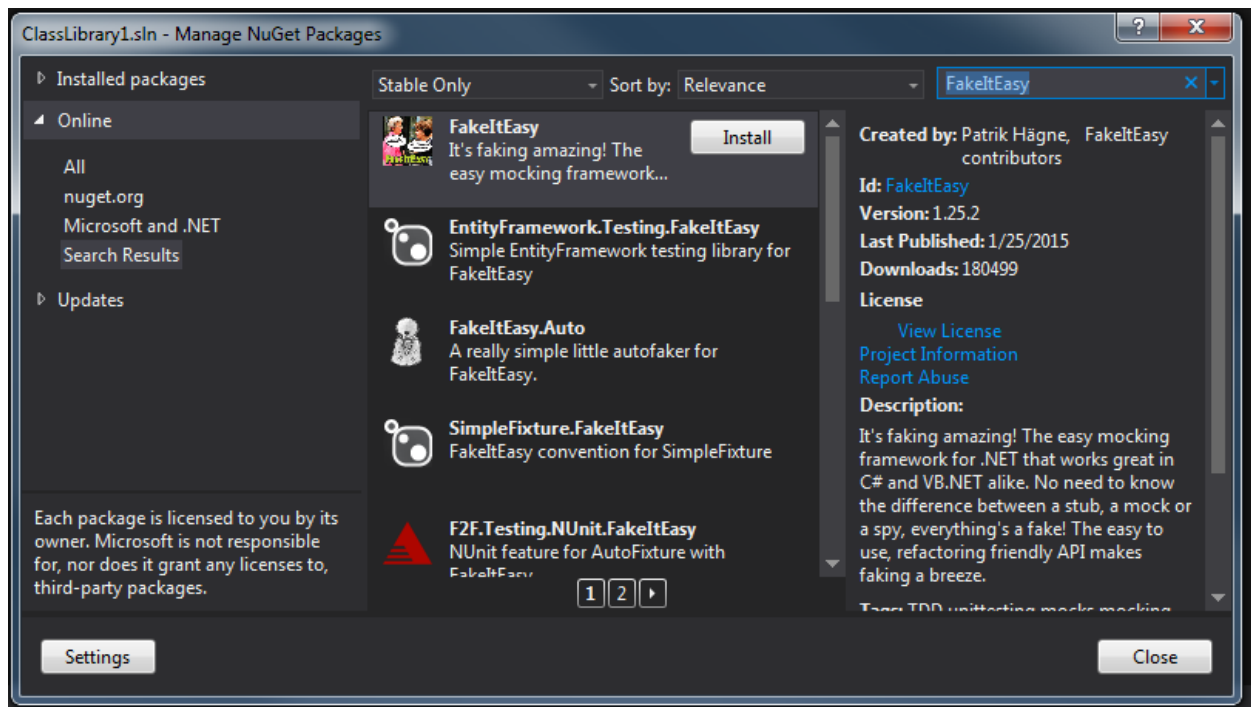 ClassLibrary1.sln - Manage NuGet Packages
Installed packages
Online
All
nuget.org
Microsoft and .NET
Search Results
Updates
Each package is licensed to you by its
owner. Microsoft is not responsible
for, nor does it grant any licenses to,
third-party packages.
Stable Only
Sort by: Relevance
FakeItEasy
FakeItEasy
Install
It's faking amazing! The
easy mocking framework...
EntityFramework.Testing.FakeItEasy
Simple EntityFramework testing library for
FakeItEasy
FakeItEasy.Auto
A really simple little autofaker for
FakeItEasy.
SimpleFixture.FakeItEasy
FakeItEasy convention for SimpleFixture
F2F.Testing.NUnit.FakeItEasy
NUnit feature for AutoFixture with
FakeItEasy
1 2
Created by: Patrik Hägne, FakeItEasy
contributors
Id: FakeItEasy
Version: 1.25.2
Last Published: 1/25/2015
Downloads: 180499
License
View License
Project Information
Report Abuse
Description:
It's faking amazing! The easy mocking
framework for .NET that works great in
C# and VB.NET alike. No need to know
the difference between a stub, a mock or
a spy, everything's a fake! The easy to
use, refactoring friendly API makes
faking a breeze.
Tags: TDD unittesting mocks mocking
Settings
Close